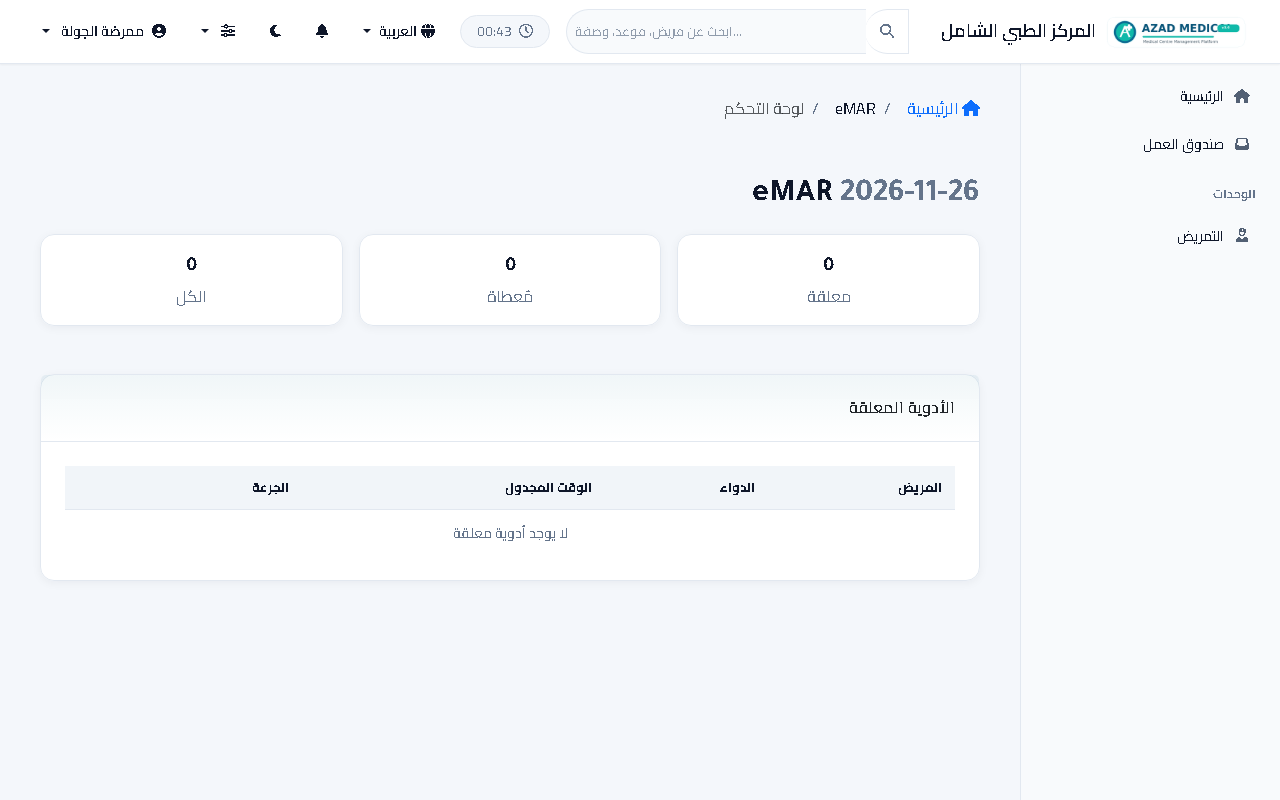 AZAD MEDIC
Medical Centre Management Platform
المركز الطبي الشامل
ابحث عن مريض، موعد، وصفة...
00:43
العربية
ممرضة الجولة
الرئيسية
صندوق العمل
الوحدات
التمريض
الرئيسية / eMAR / لوحة التحكم
eMAR 2026-11-26
0
معلقة
0
مُعطاة
0
الكل
الأدوية المعلقة
المريض الدواء الوقت المجدول الجرعة
لا يوجد أدوية معلقة